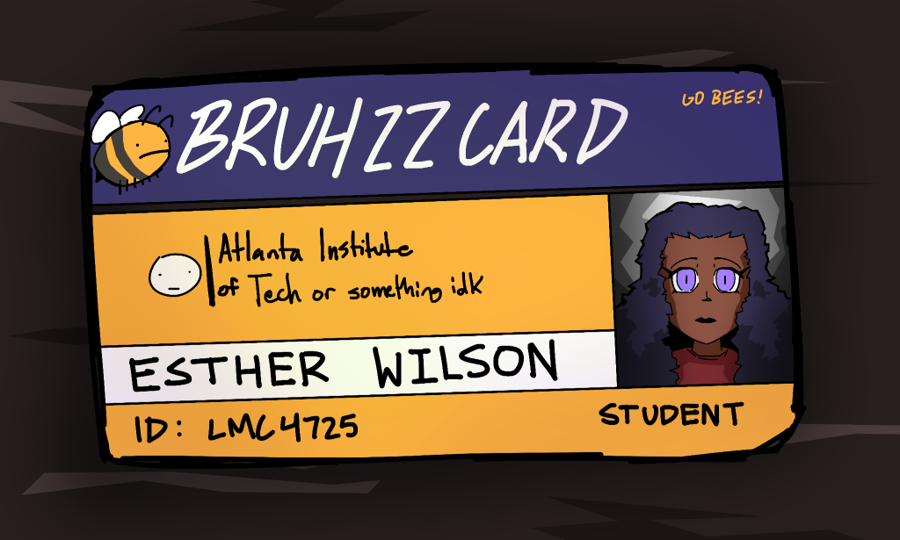 BRUHZZ CARD
GO BEES!
Atlanta Institute
of Tech or something idk
ESTHER WILSON
ID: LMC4725
STUDENT